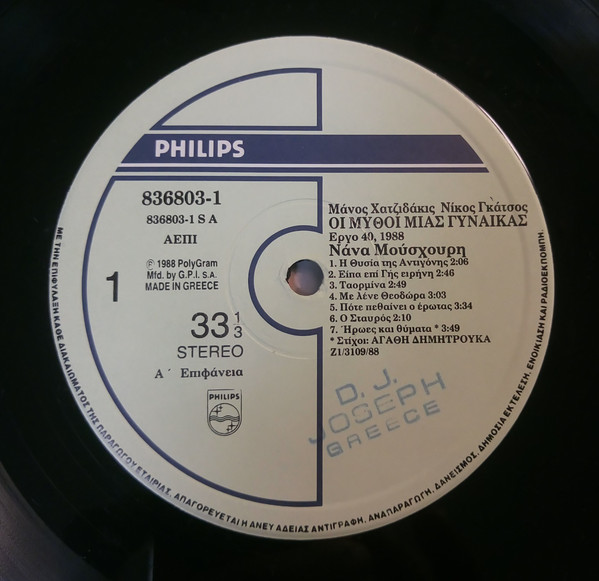 PHILIPS
836803-1
836803-1 S A
ΑΕΠΙ
℗ 1988 PolyGram
Mfd. by G.P.I. S.A.
MADE IN GREECE
1
33 1/3
STEREO
Α΄ Επιφάνεια
PHILIPS
Μάνος Χατζιδάκις Νίκος Γκάτσος
ΟΙ ΜΥΘΟΙ ΜΙΑΣ ΓΥΝΑΙΚΑΣ
Εργο 40, 1988
Νάνα Μούσχουρη
1. Η Θυσία της Αντιγόνης 2:06
2. Είπα επί Γής ειρήνη 2:46
3. Ταορμίνα 2:49
4. Με λένε Θεοδώρα 3:03
5. Πότε πεθαίνει ο έρωτας 3:34
6. Ο Σταυρός 2:10
7. Ήρωες και θύματα * 3:49
* Στίχοι: ΑΓΑΘΗ ΔΗΜΗΤΡΟΥΚΑ
Ζ1/3109/88
D. J.
JOSEPH
GREECE
ΜΕ ΤΗΝ ΕΠΙΦΥΛΑΞΗ ΚΑΘΕ ΔΙΚΑΙΩΜΑΤΟΣ ΤΗΣ ΠΑΡΑΓΩΓΟΥ ΕΤΑΙΡΙΑΣ. ΑΠΑΓΟΡΕΥΕΤΑΙ Η ΑΝΕΥ ΑΔΕΙΑΣ ΑΝΤΙΓΡΑΦΗ, ΑΝΑΠΑΡΑΓΩΓΗ, ΔΑΝΕΙΣΜΟΣ, ΔΗΜΟΣΙΑ ΕΚΤΕΛΕΣΗ, ΕΝΟΙΚΙΑΣΗ ΚΑΙ ΡΑΔΙΟΕΚΠΟΜΠΗ.